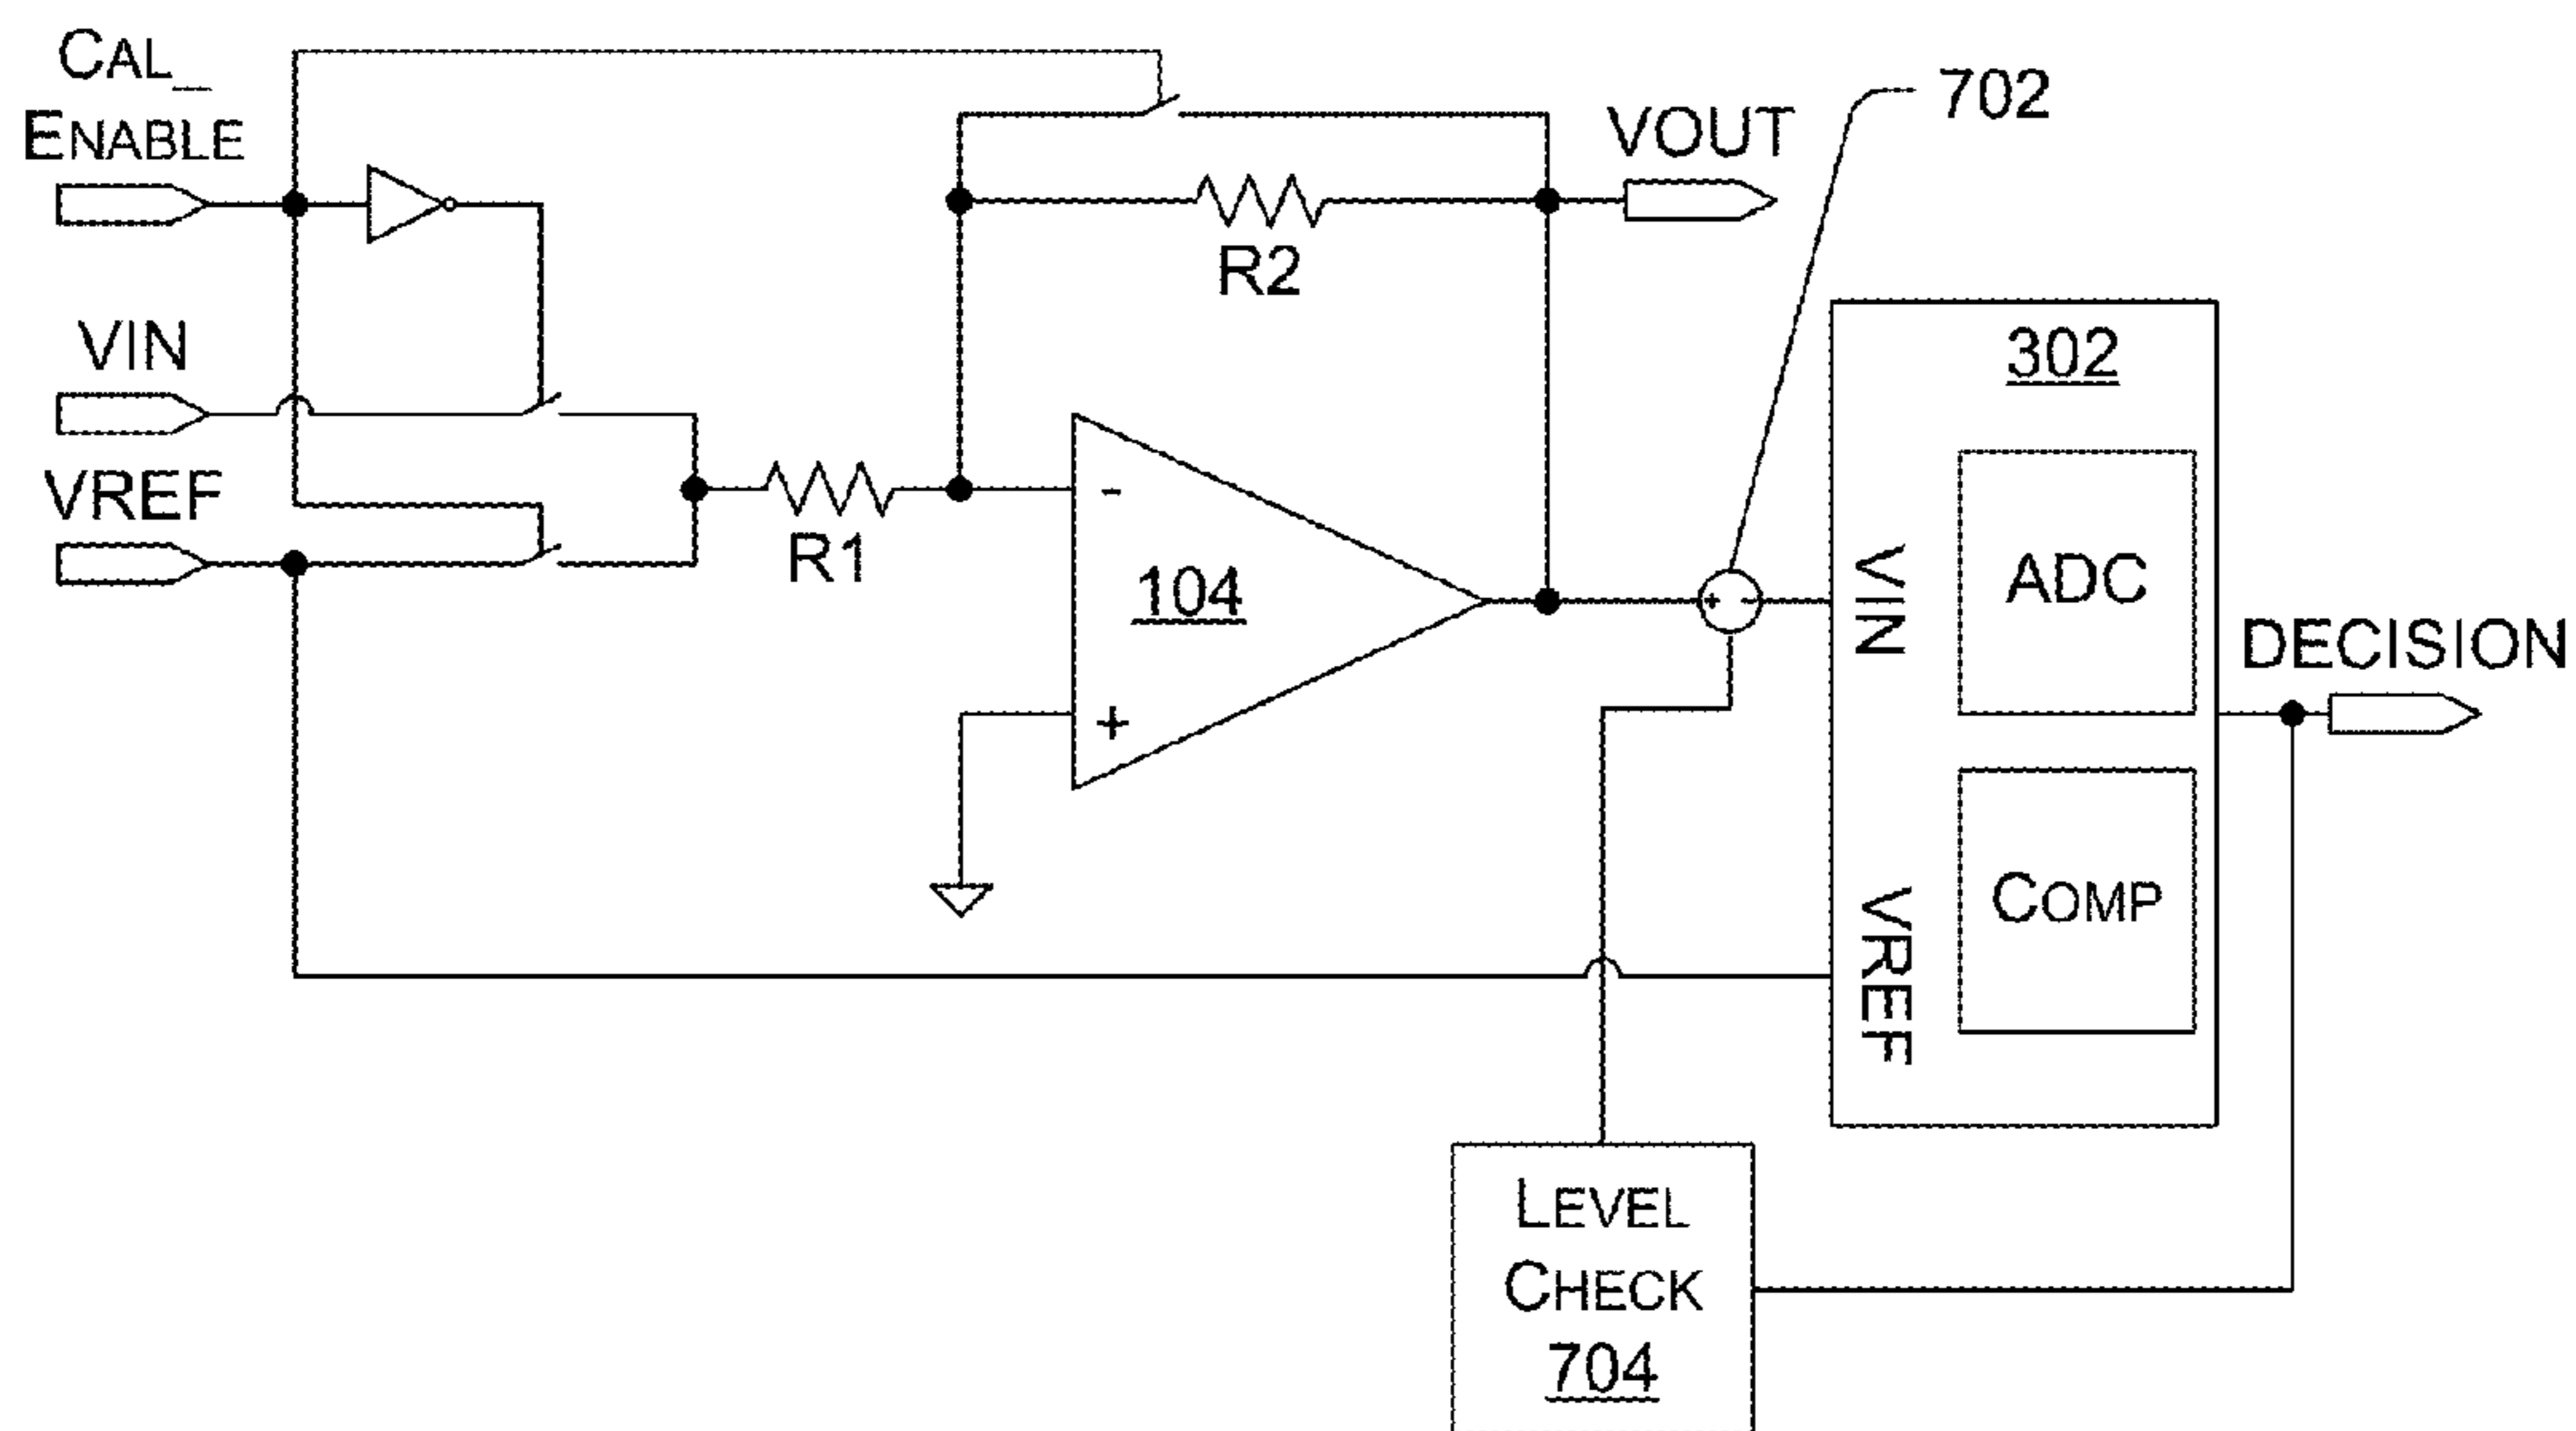 CAL_
ENABLE
VIN
VREF
R1
R2
VOUT
702
-
104
+
+ -
302
VIN
VREF
ADC
COMP
DECISION
LEVEL
CHECK
704